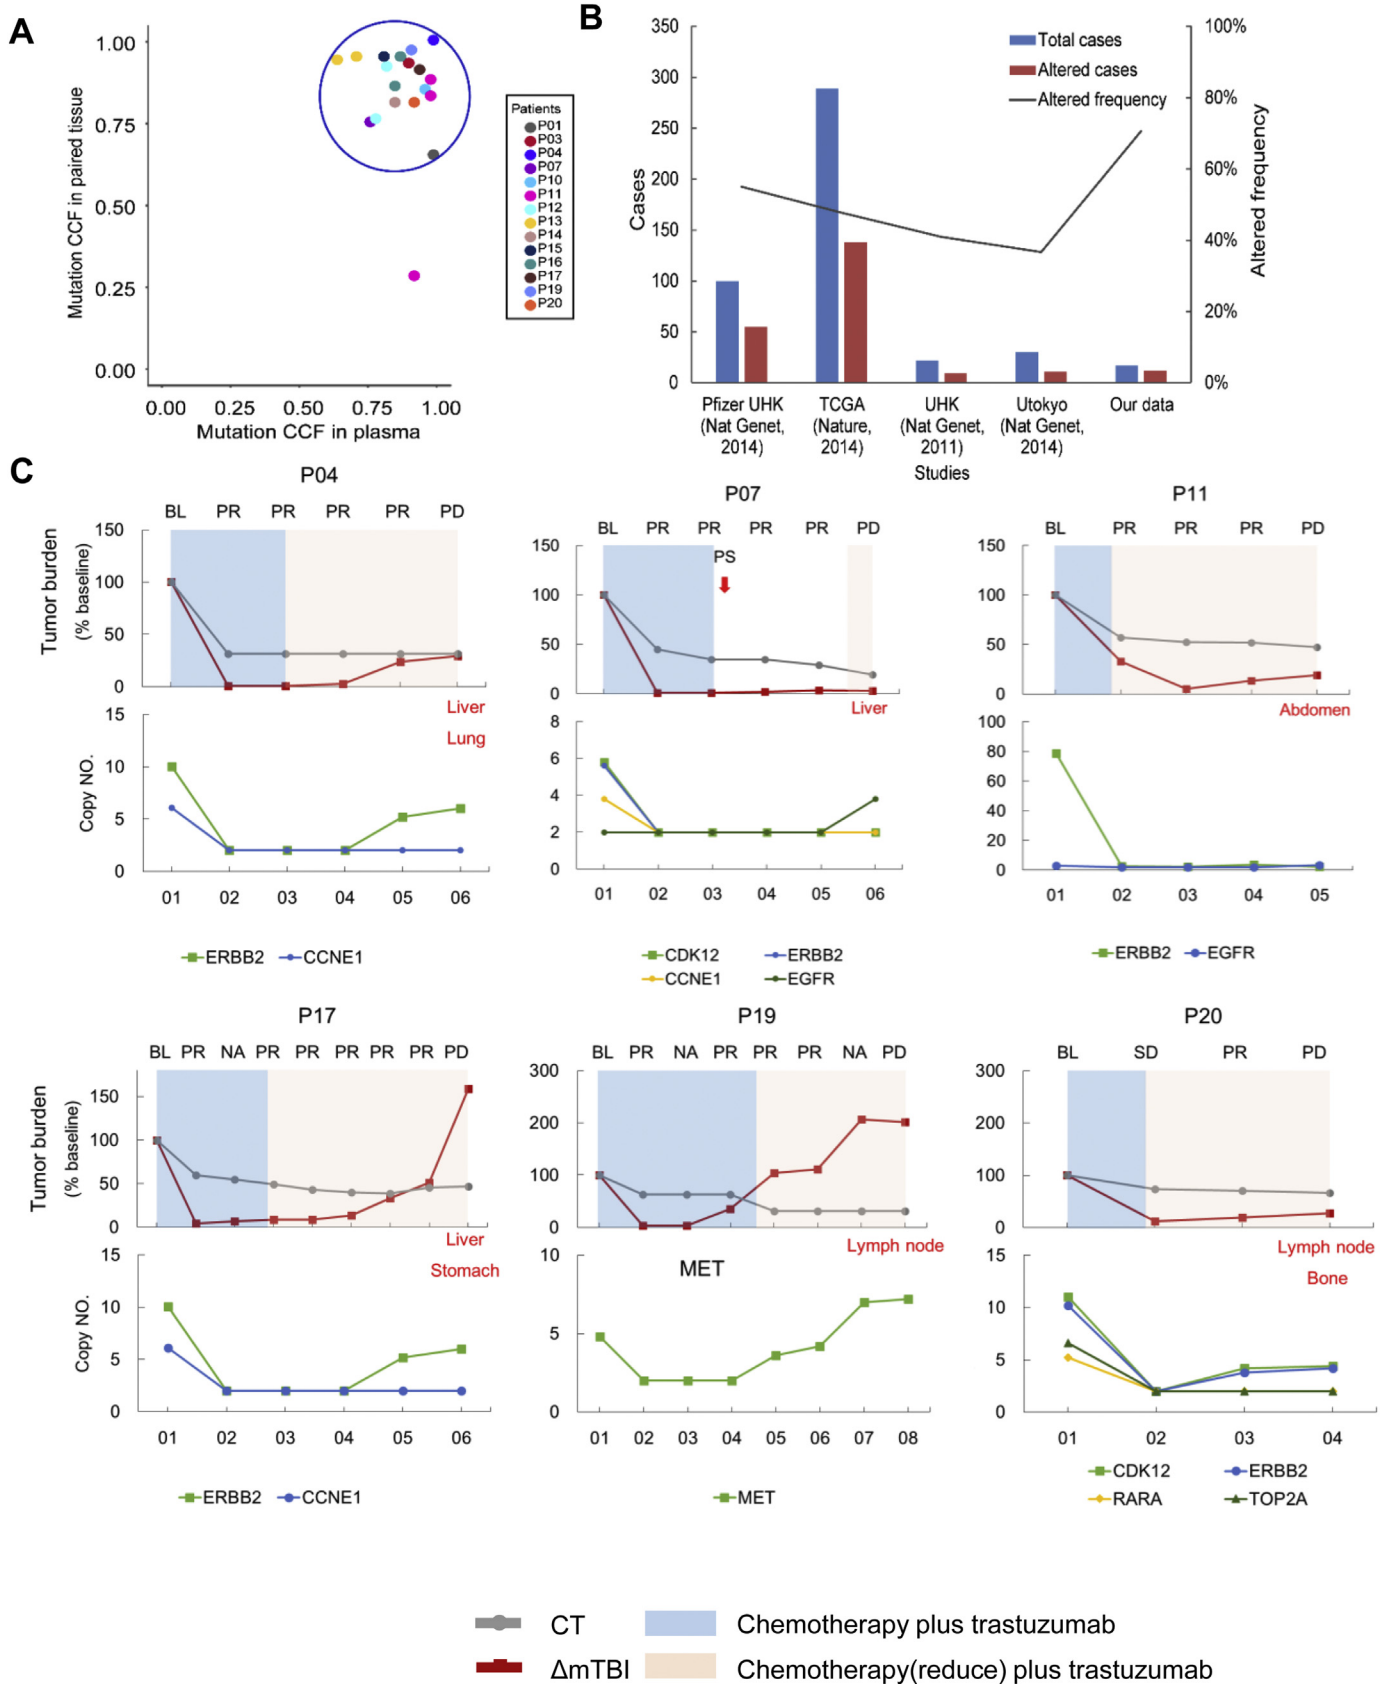 A
Mutation CCF in paired tissue
1.00
0.75
0.50
0.25
0.00
0.00 0.25 0.50 0.75 1.00
Mutation CCF in plasma
Patients
P01
P03
P04
P07
P10
P11
P12
P13
P14
P15
P16
P17
P19
P20
B
Cases
350
300
250
200
150
100
50
0
Total cases
Altered cases
Altered frequency
100%
80%
60%
40%
20%
0%
Altered frequency
Pfizer UHK TCGA UHK Utokyo Our data
(Nat Genet, (Nature, (Nat Genet, (Nat Genet,
2014) 2014) 2011) 2014)
Studies
C
P04
BL PR PR PR PR PD
Tumor burden
(% baseline)
150
100
50
0
Liver
Lung
Copy NO.
15
10
5
0
01 02 03 04 05 06
ERBB2 CCNE1
P07
BL PR PR PR PR PD
150
100
50
0
PS
Liver
8
6
4
2
0
01 02 03 04 05 06
CDK12 ERBB2
CCNE1 EGFR
P11
BL PR PR PR PD
150
100
50
0
Abdomen
100
80
60
40
20
0
01 02 03 04 05
ERBB2 EGFR
P17
BL PR NA PR PR PR PR PR PD
Tumor burden
(% baseline)
150
100
50
0
Liver
Stomach
Copy NO.
15
10
5
0
01 02 03 04 05 06
ERBB2 CCNE1
P19
BL PR NA PR PR PR NA PD
300
200
100
0
Lymph node
MET
10
5
0
01 02 03 04 05 06 07 08
MET
P20
BL SD PR PD
300
200
100
0
Lymph node
Bone
15
10
5
0
01 02 03 04
CDK12 ERBB2
RARA TOP2A
CT Chemotherapy plus trastuzumab
ΔmTBI Chemotherapy(reduce) plus trastuzumab